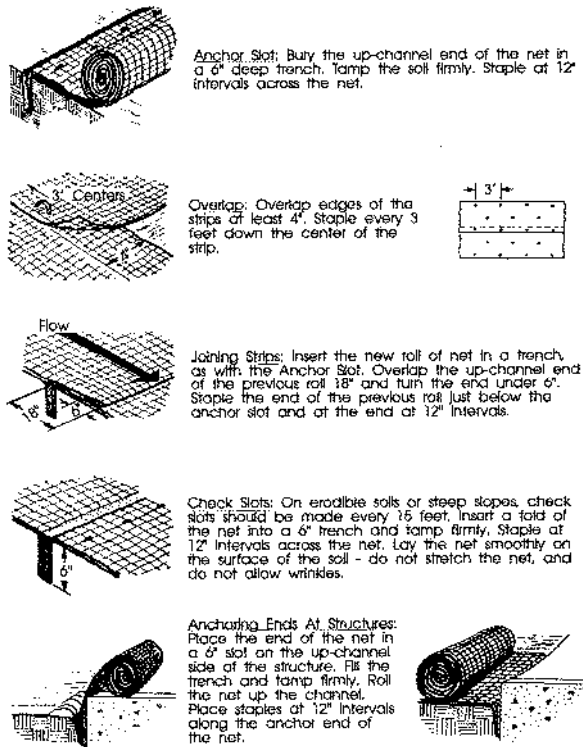 Anchor Slot: Bury the up-channel end of the net in
a 6" deep trench. Tamp the soil firmly. Staple at 12"
intervals across the net.
3' Centers
Overlap: Overlap edges of the
strips at least 4". Staple every 3
feet down the center of the
strip.
3'
Flow
Joining Strips: Insert the new roll of net in a trench,
as with the Anchor Slot. Overlap the up-channel end
of the previous roll 18" and turn the end under 6".
Staple the end of the previous roll just below the
anchor slot and at the end at 12" intervals.
18"
6"
Check Slots: On erodible soils or steep slopes, check
slots should be made every 15 feet. Insert a fold of
the net into a 6" trench and tamp firmly. Staple at
12" intervals across the net. Lay the net smoothly on
the surface of the soil - do not stretch the net, and
do not allow wrinkles.
6"
Anchoring Ends At Structures:
Place the end of the net in
a 6" slot on the up-channel
side of the structure. Fill the
trench and tamp firmly. Roll
the net up the channel.
Place staples at 12" intervals
along the anchor end of
the net.